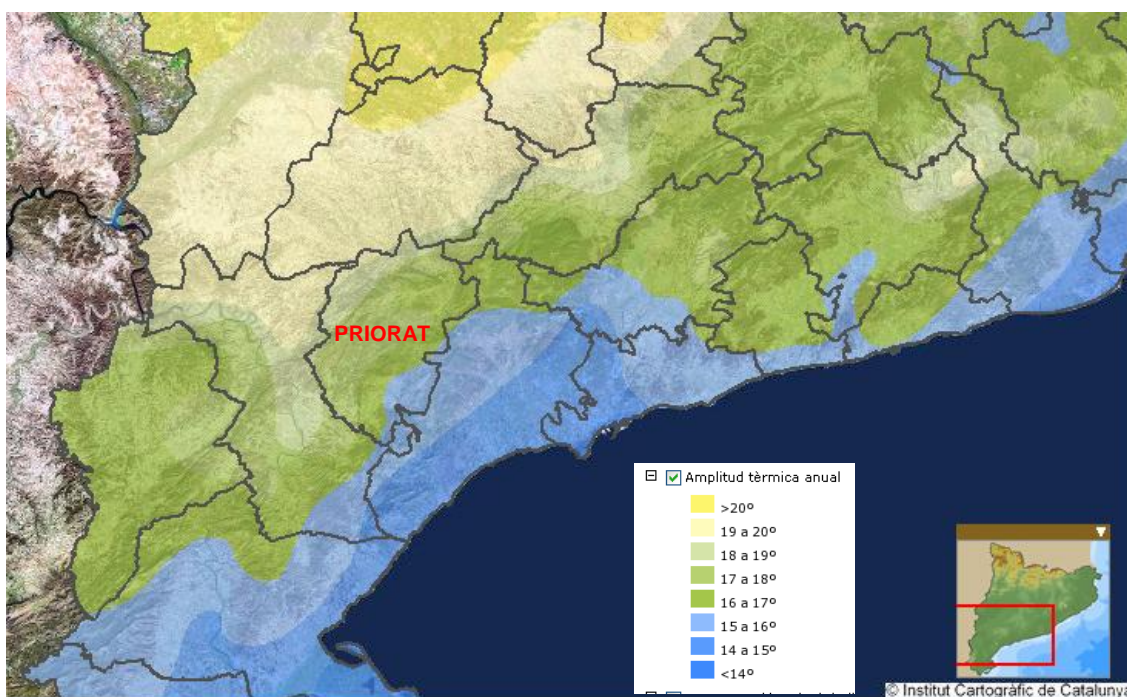 PRIORAT
Amplitud tèrmica anual
>20º
19 a 20º
18 a 19º
17 a 18º
16 a 17º
15 a 16º
14 a 15º
<14º
© Institut Cartogràfic de Catalunya